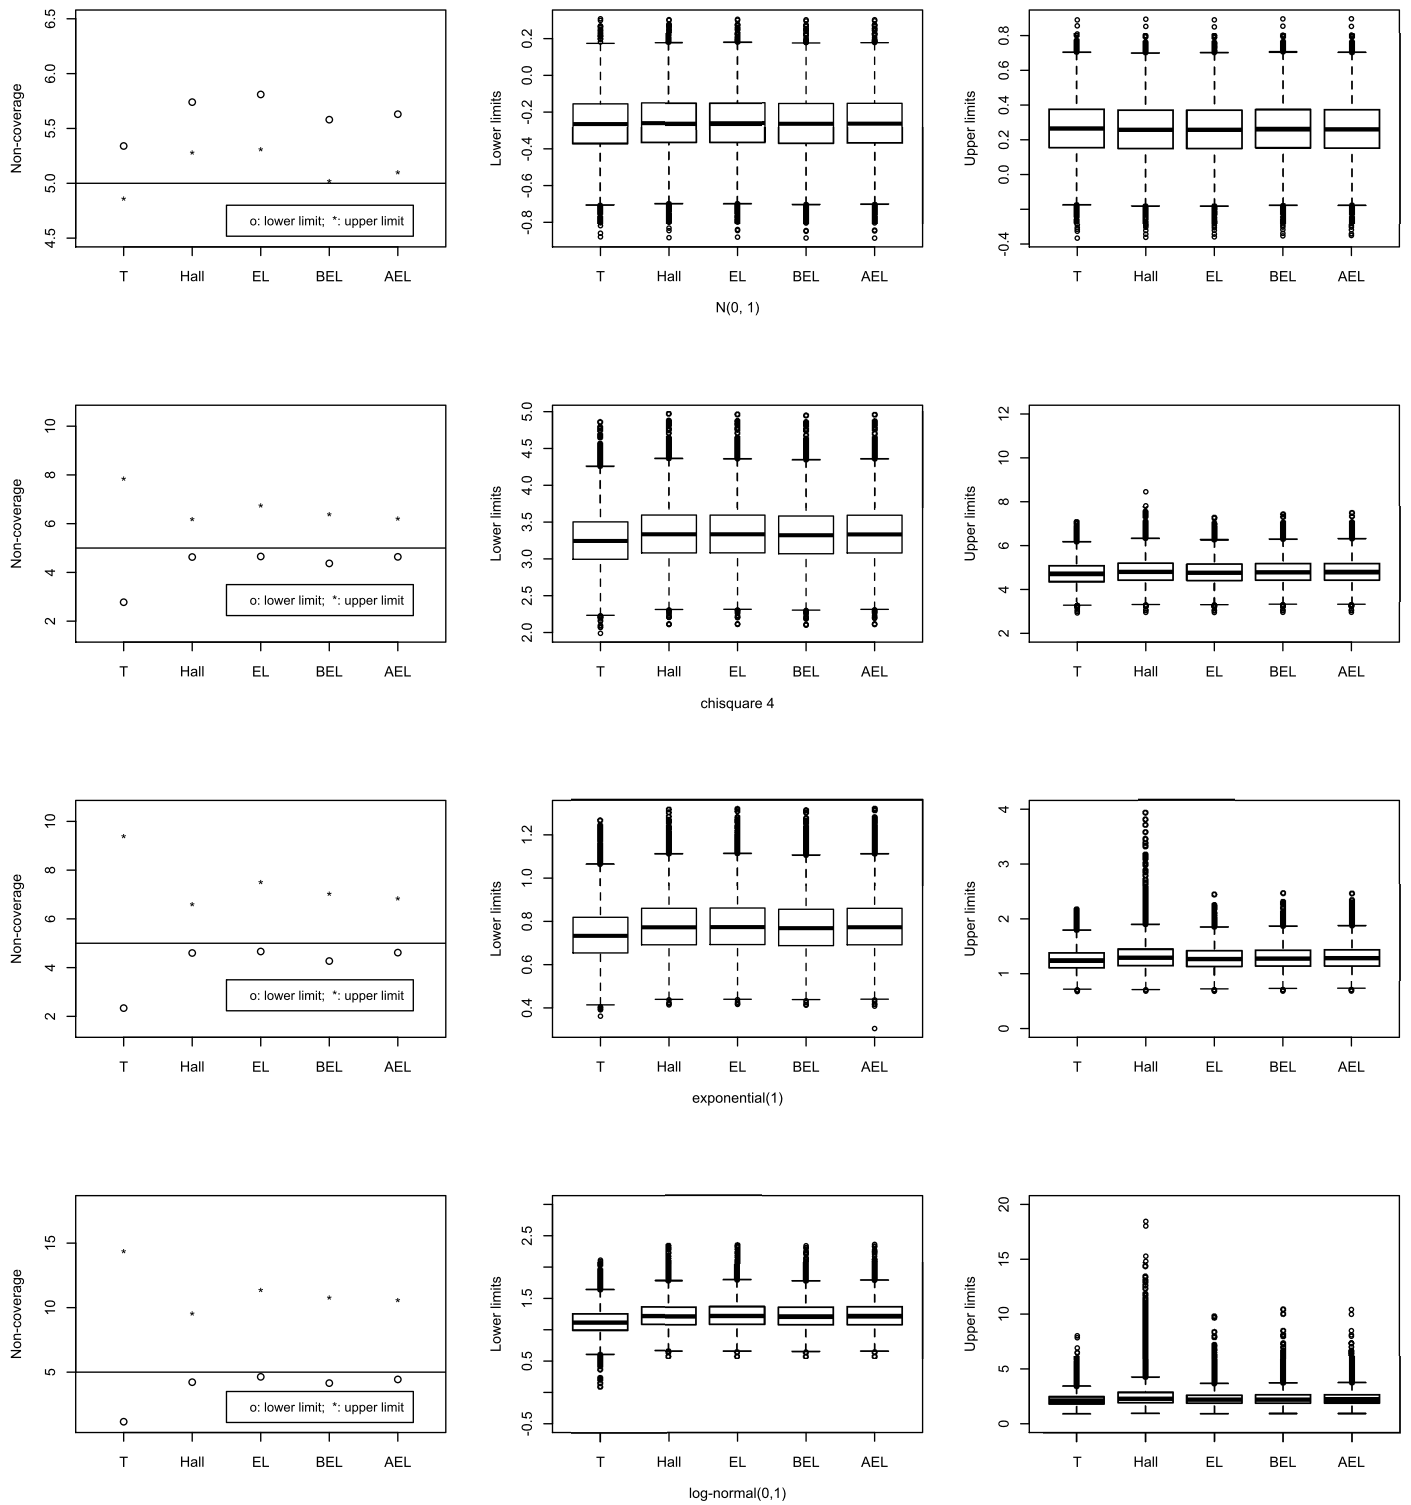 Non-coverage
4.5 5.0 5.5 6.0 6.5
o: lower limit; *: upper limit
T Hall EL BEL AEL
Lower limits
-0.8 -0.6 -0.4 -0.2 0.0 0.2
T Hall EL BEL AEL
Upper limits
-0.4 0.0 0.2 0.4 0.6 0.8
T Hall EL BEL AEL
N(0, 1)
Non-coverage
2 4 6 8 10
o: lower limit; *: upper limit
T Hall EL BEL AEL
Lower limits
2.0 2.5 3.0 3.5 4.0 4.5 5.0
T Hall EL BEL AEL
Upper limits
2 4 6 8 10 12
T Hall EL BEL AEL
chisquare 4
Non-coverage
2 4 6 8 10
o: lower limit; *: upper limit
T Hall EL BEL AEL
Lower limits
0.4 0.6 0.8 1.0 1.2
T Hall EL BEL AEL
Upper limits
0 1 2 3 4
T Hall EL BEL AEL
exponential(1)
Non-coverage
5 10 15
o: lower limit; *: upper limit
T Hall EL BEL AEL
Lower limits
-0.5 0.5 1.5 2.5
T Hall EL BEL AEL
Upper limits
0 5 10 15 20
T Hall EL BEL AEL
log-normal(0,1)